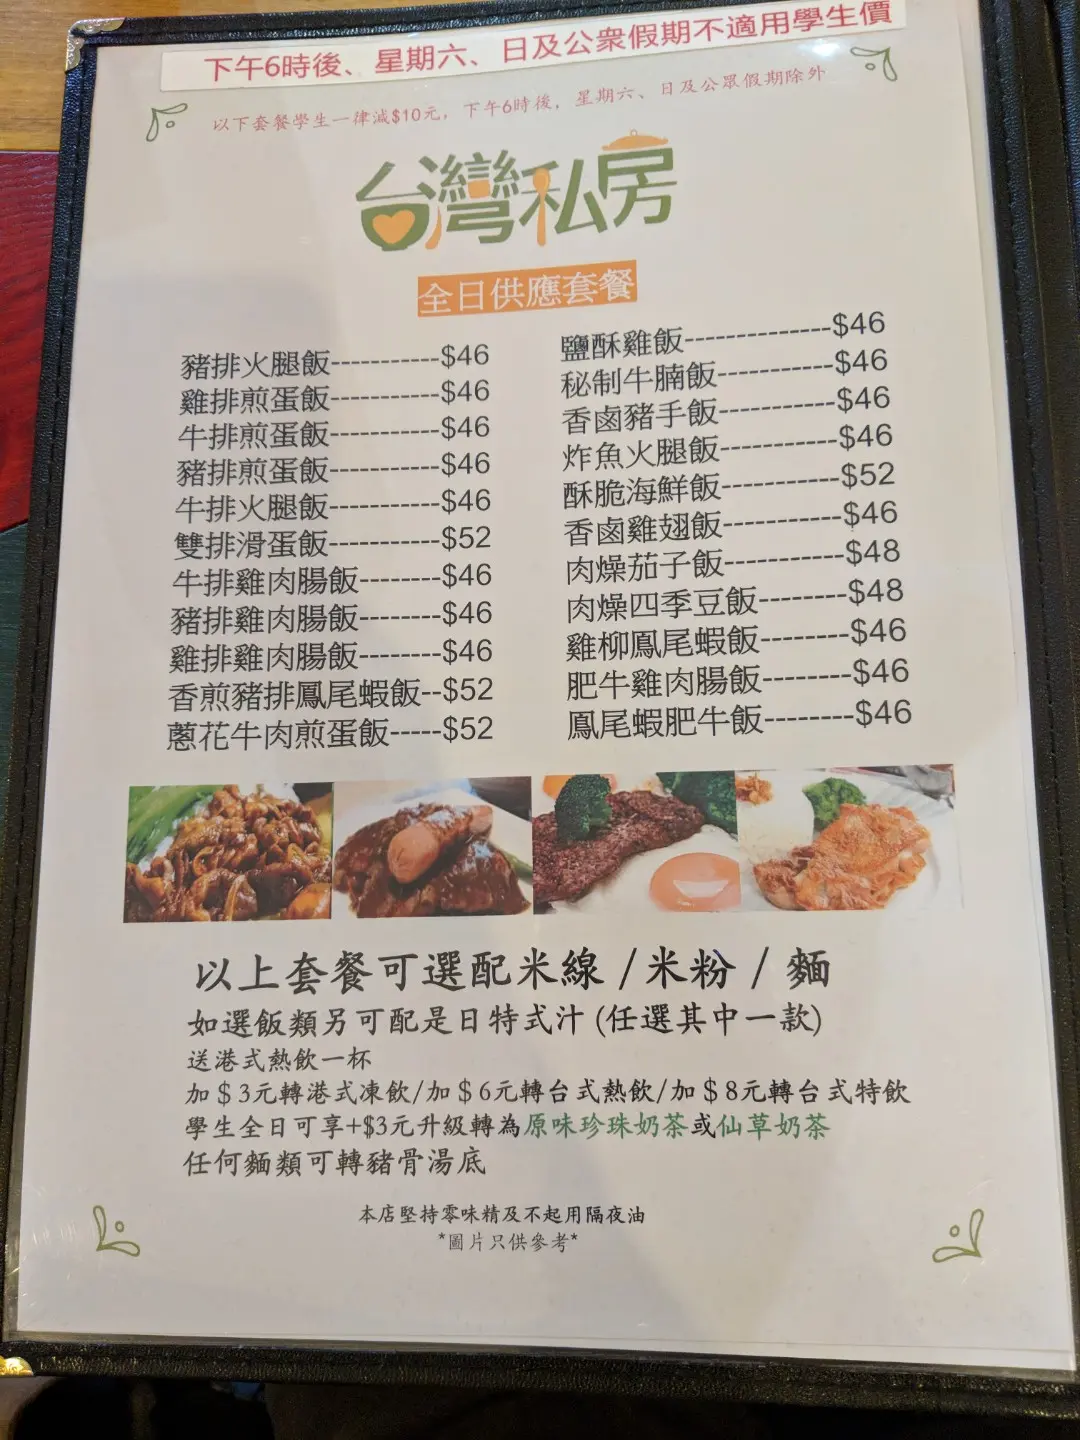 下午6時後、星期六、日及公衆假期不適用學生價
以下套餐學生一律減$10元，下午6時後，星期六、日及公眾假期除外
台灣私房
全日供應套餐
豬排火腿飯-----------$46
雞排煎蛋飯-----------$46
牛排煎蛋飯-----------$46
豬排煎蛋飯-----------$46
牛排火腿飯-----------$46
雙排滑蛋飯-----------$52
牛排雞肉腸飯--------$46
豬排雞肉腸飯--------$46
雞排雞肉腸飯--------$46
香煎豬排鳳尾蝦飯--$52
蔥花牛肉煎蛋飯-----$52
鹽酥雞飯--------------$46
秘制牛腩飯-----------$46
香鹵豬手飯-----------$46
炸魚火腿飯-----------$46
酥脆海鮮飯-----------$52
香鹵雞翅飯-----------$46
肉燥茄子飯-----------$48
肉燥四季豆飯--------$48
雞柳鳳尾蝦飯--------$46
肥牛雞肉腸飯--------$46
鳳尾蝦肥牛飯--------$46
以上套餐可選配米線 /米粉 / 麵
如選飯類另可配是日特式汁 (任選其中一款)
送港式熱飲一杯
加＄3元轉港式凍飲/加＄6元轉台式熱飲/加＄8元轉台式特飲
學生全日可享+$3元升級轉為原味珍珠奶茶或仙草奶茶
任何麵類可轉豬骨湯底
本店堅持零味精及不起用隔夜油
*圖片只供參考*